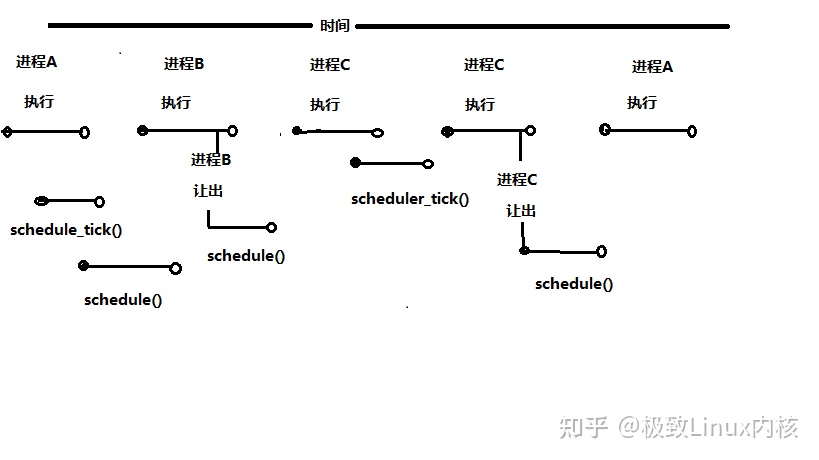 时间
进程A
进程B
进程C
进程C
进程A
执行
执行
执行
执行
执行
进程B
让出
schedule_tick()
schedule()
schedule()
scheduler_tick()
进程C
让出
schedule()
知乎 @极致Linux内核